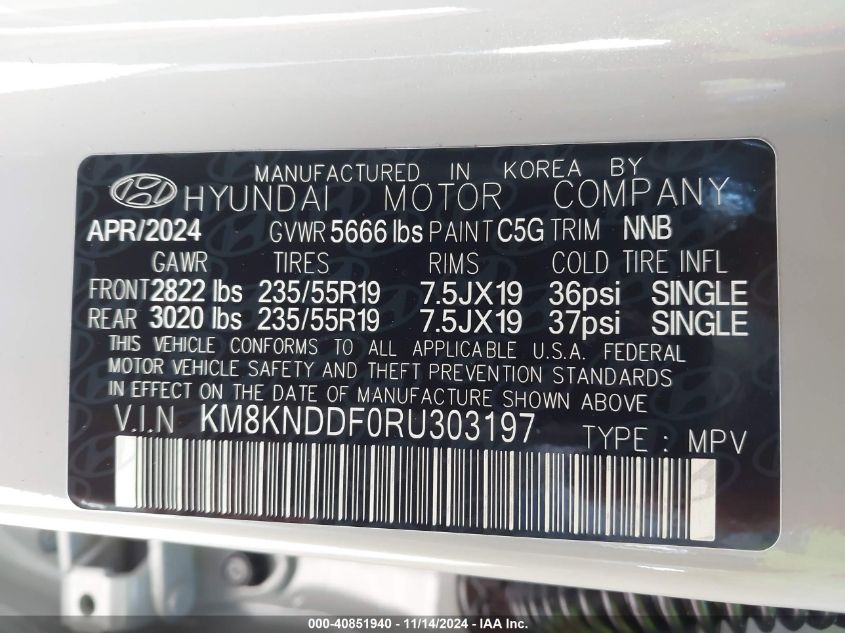 MANUFACTURED IN KOREA BY
HYUNDAI MOTOR COMPANY
APR/2024 GVWR 5666 lbs PAINT C5G TRIM NNB
GAWR TIRES RIMS COLD TIRE INFL
FRONT 2822 lbs 235/55R19 7.5JX19 36psi SINGLE
REAR 3020 lbs 235/55R19 7.5JX19 37psi SINGLE
THIS VEHICLE CONFORMS TO ALL APPLICABLE U.S.A. FEDERAL
MOTOR VEHICLE SAFETY AND THEFT PREVENTION STANDARDS
IN EFFECT ON THE DATE OF MANUFACTURE SHOWN ABOVE
V.I.N KM8KNDDF0RU303197 TYPE : MPV
000-40851940 - 11/14/2024 - IAA Inc.